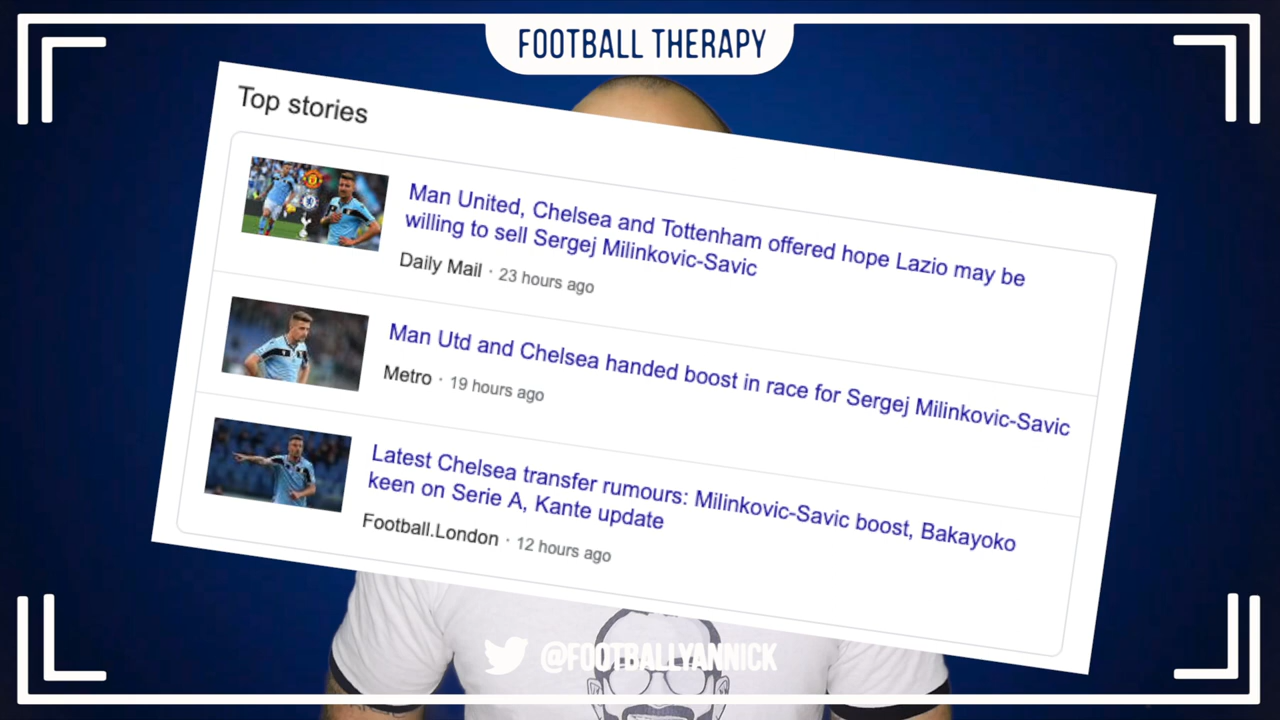 FOOTBALL THERAPY
Top stories
Man United, Chelsea and Tottenham offered hope Lazio may be
willing to sell Sergej Milinkovic-Savic
Daily Mail · 23 hours ago
Man Utd and Chelsea handed boost in race for Sergej Milinkovic-Savic
Metro · 19 hours ago
Latest Chelsea transfer rumours: Milinkovic-Savic boost, Bakayoko
keen on Serie A, Kante update
Football.London · 12 hours ago
@FOOTBALLYANNICK